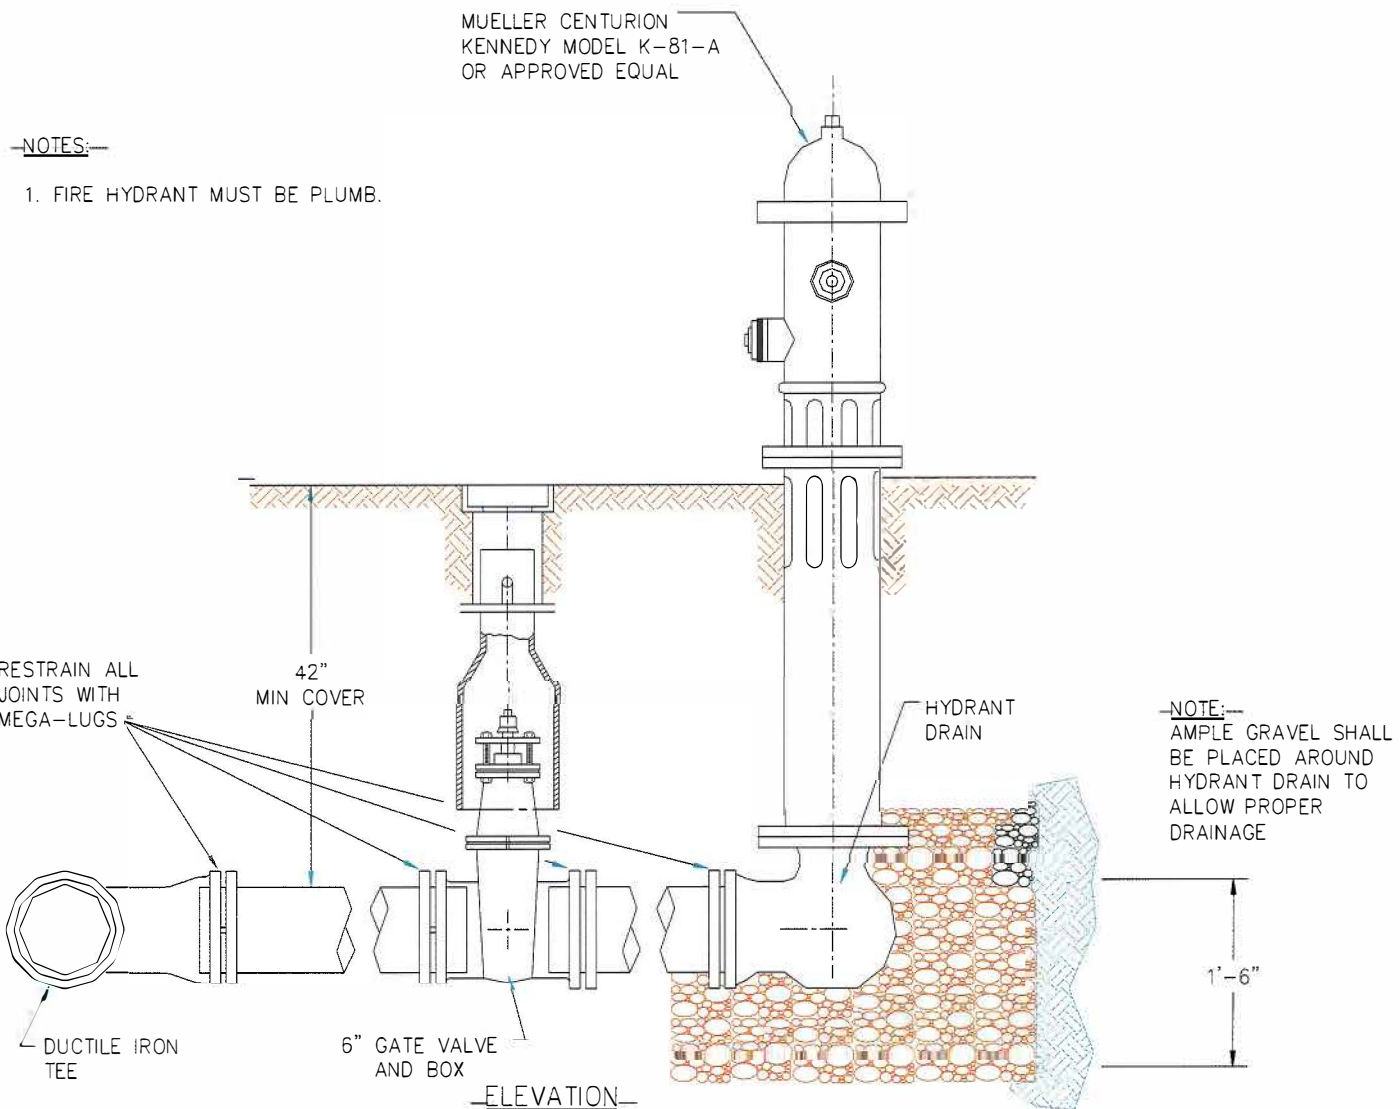 MUELLER CENTURION
KENNEDY MODEL K-81-A
OR APPROVED EQUAL
NOTES:
1. FIRE HYDRANT MUST BE PLUMB.
RESTRAIN ALL
JOINTS WITH
MEGA-LUGS
42"
MIN COVER
HYDRANT
DRAIN
NOTE:
AMPLE GRAVEL SHALL
BE PLACED AROUND
HYDRANT DRAIN TO
ALLOW PROPER
DRAINAGE
1'-6"
DUCTILE IRON
TEE
6" GATE VALVE
AND BOX
ELEVATION